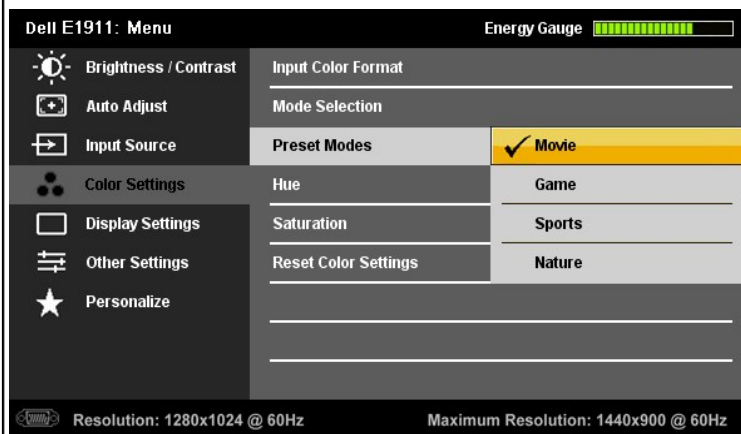 Dell E1911: Menu
Energy Gauge
Brightness / Contrast
Auto Adjust
Input Source
Color Settings
Display Settings
Other Settings
Personalize
Input Color Format
Mode Selection
Preset Modes
Hue
Saturation
Reset Color Settings
Movie
Game
Sports
Nature
Resolution: 1280x1024 @ 60Hz
Maximum Resolution: 1440x900 @ 60Hz